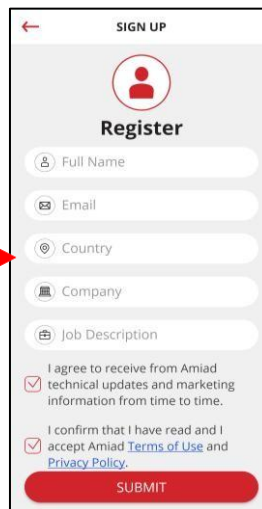 SIGN UP
Register
Full Name
Email
Country
Company
Job Description
I agree to receive from Amiad
technical updates and marketing
information from time to time.
I confirm that I have read and I
accept Amiad Terms of Use and
Privacy Policy.
SUBMIT